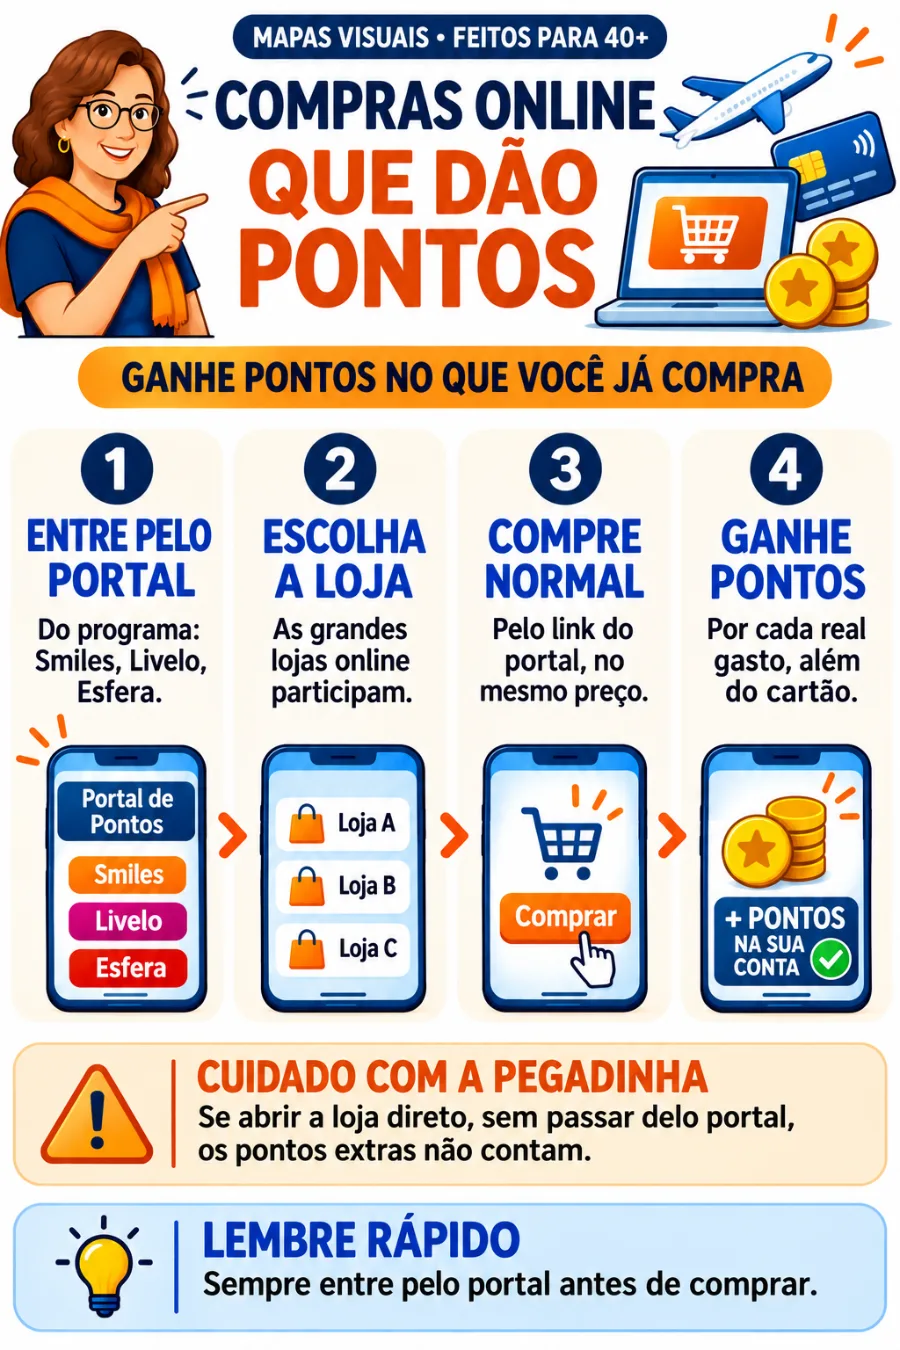 MAPAS VISUAIS • FEITOS PARA 40+
COMPRAS ONLINE
QUE DÃO
PONTOS
GANHE PONTOS NO QUE VOCÊ JÁ COMPRA
1
ENTRE PELO
PORTAL
Do programa:
Smiles, Livelo,
Esfera.
Portal de
Pontos
Smiles
Livelo
Esfera
2
ESCOLHA
A LOJA
As grandes
lojas online
participam.
Loja A
Loja B
Loja C
3
COMPRE
NORMAL
Pelo link do
portal, no
mesmo preço.
Comprar
4
GANHE
PONTOS
Por cada real
gasto, além
do cartão.
+ PONTOS
NA SUA
CONTA
CUIDADO COM A PEGADINHA
Se abrir a loja direto, sem passar delo portal,
os pontos extras não contam.
LEMBRE RÁPIDO
Sempre entre pelo portal antes de comprar.